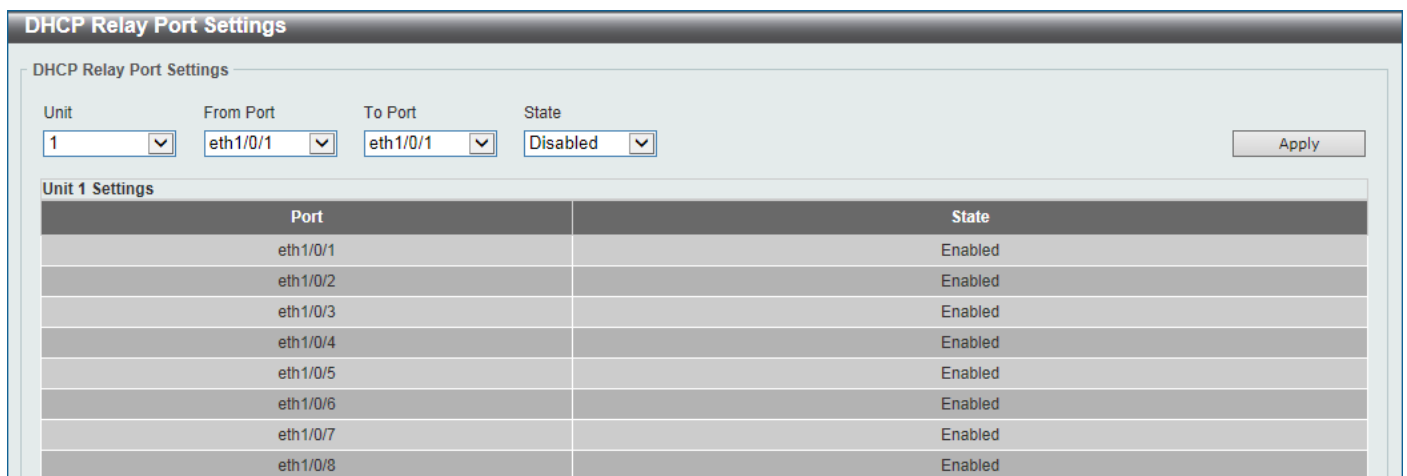 DHCP Relay Port Settings
DHCP Relay Port Settings
Unit From Port To Port State
1 eth1/0/1 eth1/0/1 Disabled Apply
Unit 1 Settings
Port State
eth1/0/1 Enabled
eth1/0/2 Enabled
eth1/0/3 Enabled
eth1/0/4 Enabled
eth1/0/5 Enabled
eth1/0/6 Enabled
eth1/0/7 Enabled
eth1/0/8 Enabled